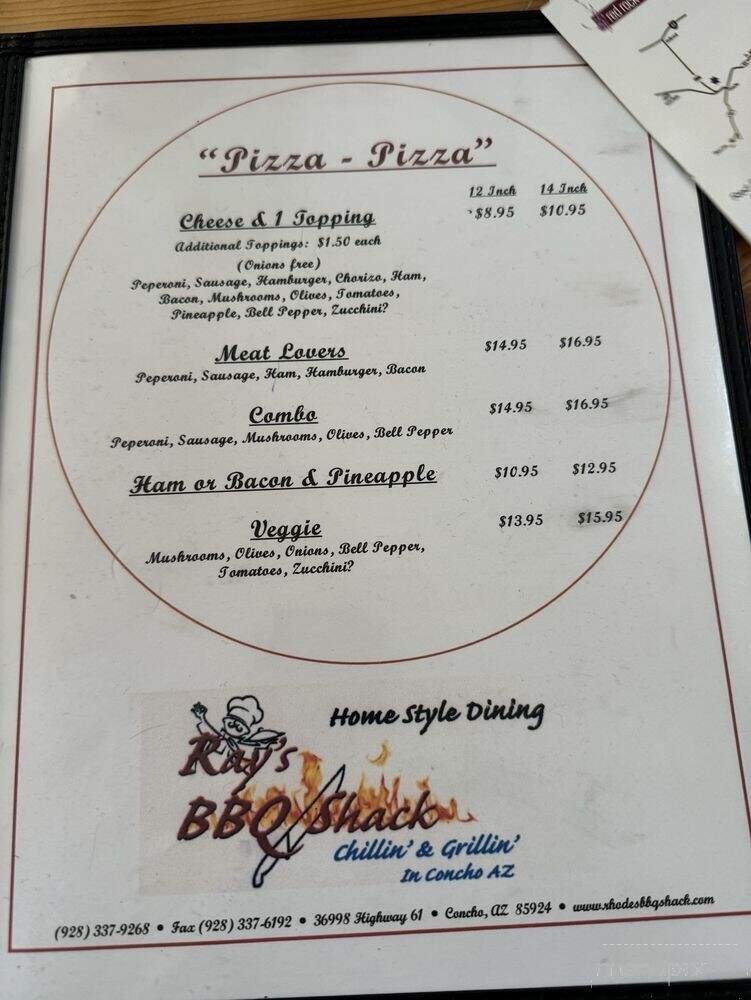 red rock
"Pizza - Pizza"
12 Inch 14 Inch
Cheese & 1 Topping $8.95 $10.95
Additional Toppings: $1.50 each
(Onions free)
Peperoni, Sausage, Hamburger, Chorizo, Ham,
Bacon, Mushrooms, Olives, Tomatoes,
Pineapple, Bell Pepper, Zucchini?
Meat Lovers $14.95 $16.95
Peperoni, Sausage, Ham, Hamburger, Bacon
Combo $14.95 $16.95
Peperoni, Sausage, Mushrooms, Olives, Bell Pepper
Ham or Bacon & Pineapple $10.95 $12.95
Veggie $13.95 $15.95
Mushrooms, Olives, Onions, Bell Pepper,
Tomatoes, Zucchini?
Home Style Dining
Ray's
BBQ Shack
Chillin' & Grillin'
In Concho AZ
(928) 337-9268 • Fax (928) 337-6192 • 36998 Highway 61 • Concho, AZ 85924 • www.rhodesbbqshack.com